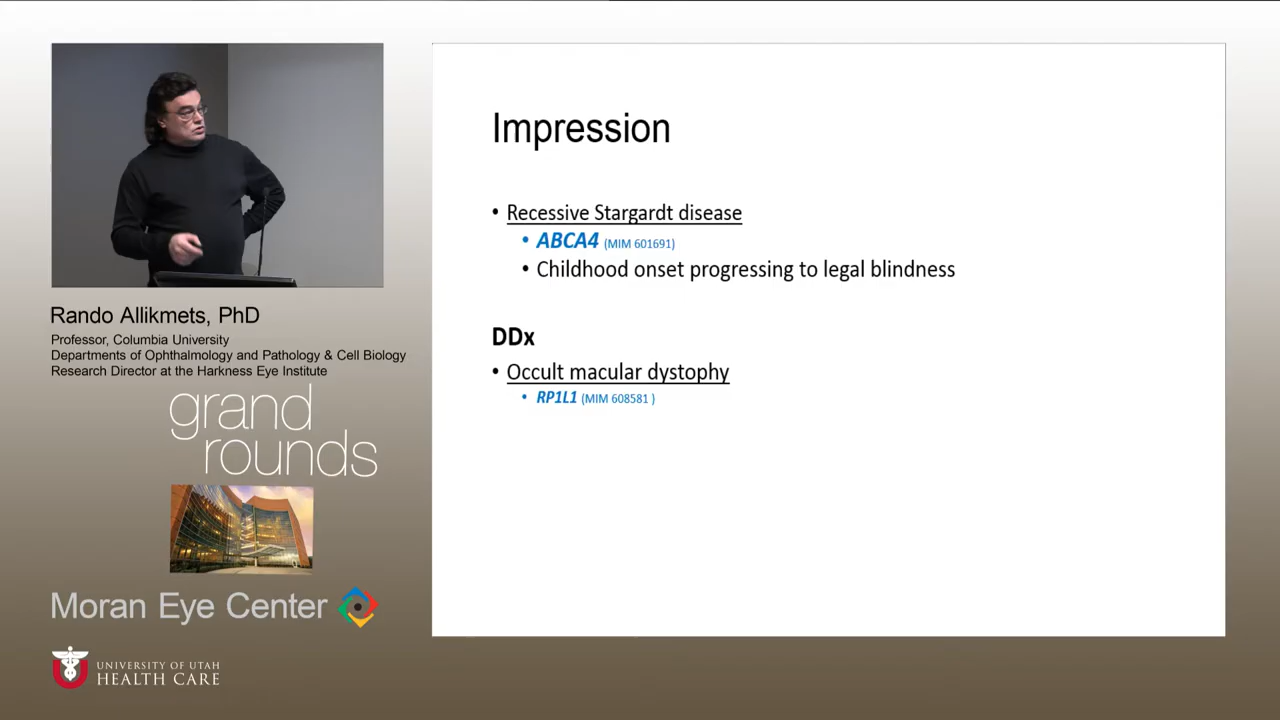 Rando Allikmets, PhD
Professor, Columbia University
Departments of Ophthalmology and Pathology & Cell Biology
Research Director at the Harkness Eye Institute
grand
rounds
Moran Eye Center
UNIVERSITY OF UTAH
HEALTH CARE
Impression
• Recessive Stargardt disease
• ABCA4 (MIM 601691)
• Childhood onset progressing to legal blindness
DDx
• Occult macular dystophy
• RP1L1 (MIM 608581 )